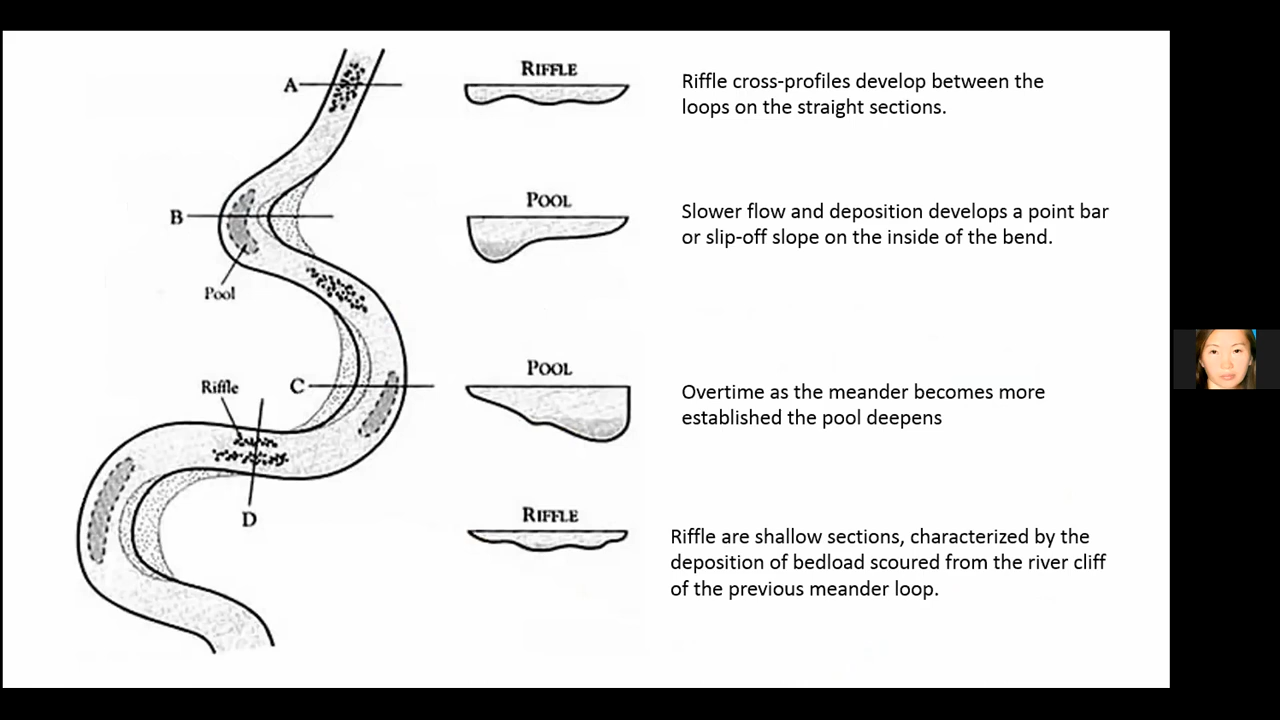 A
RIFFLE
Riffle cross-profiles develop between the
loops on the straight sections.
B
POOL
Slower flow and deposition develops a point bar
or slip-off slope on the inside of the bend.
Pool
Riffle
C
POOL
Overtime as the meander becomes more
established the pool deepens
D
RIFFLE
Riffle are shallow sections, characterized by the
deposition of bedload scoured from the river cliff
of the previous meander loop.